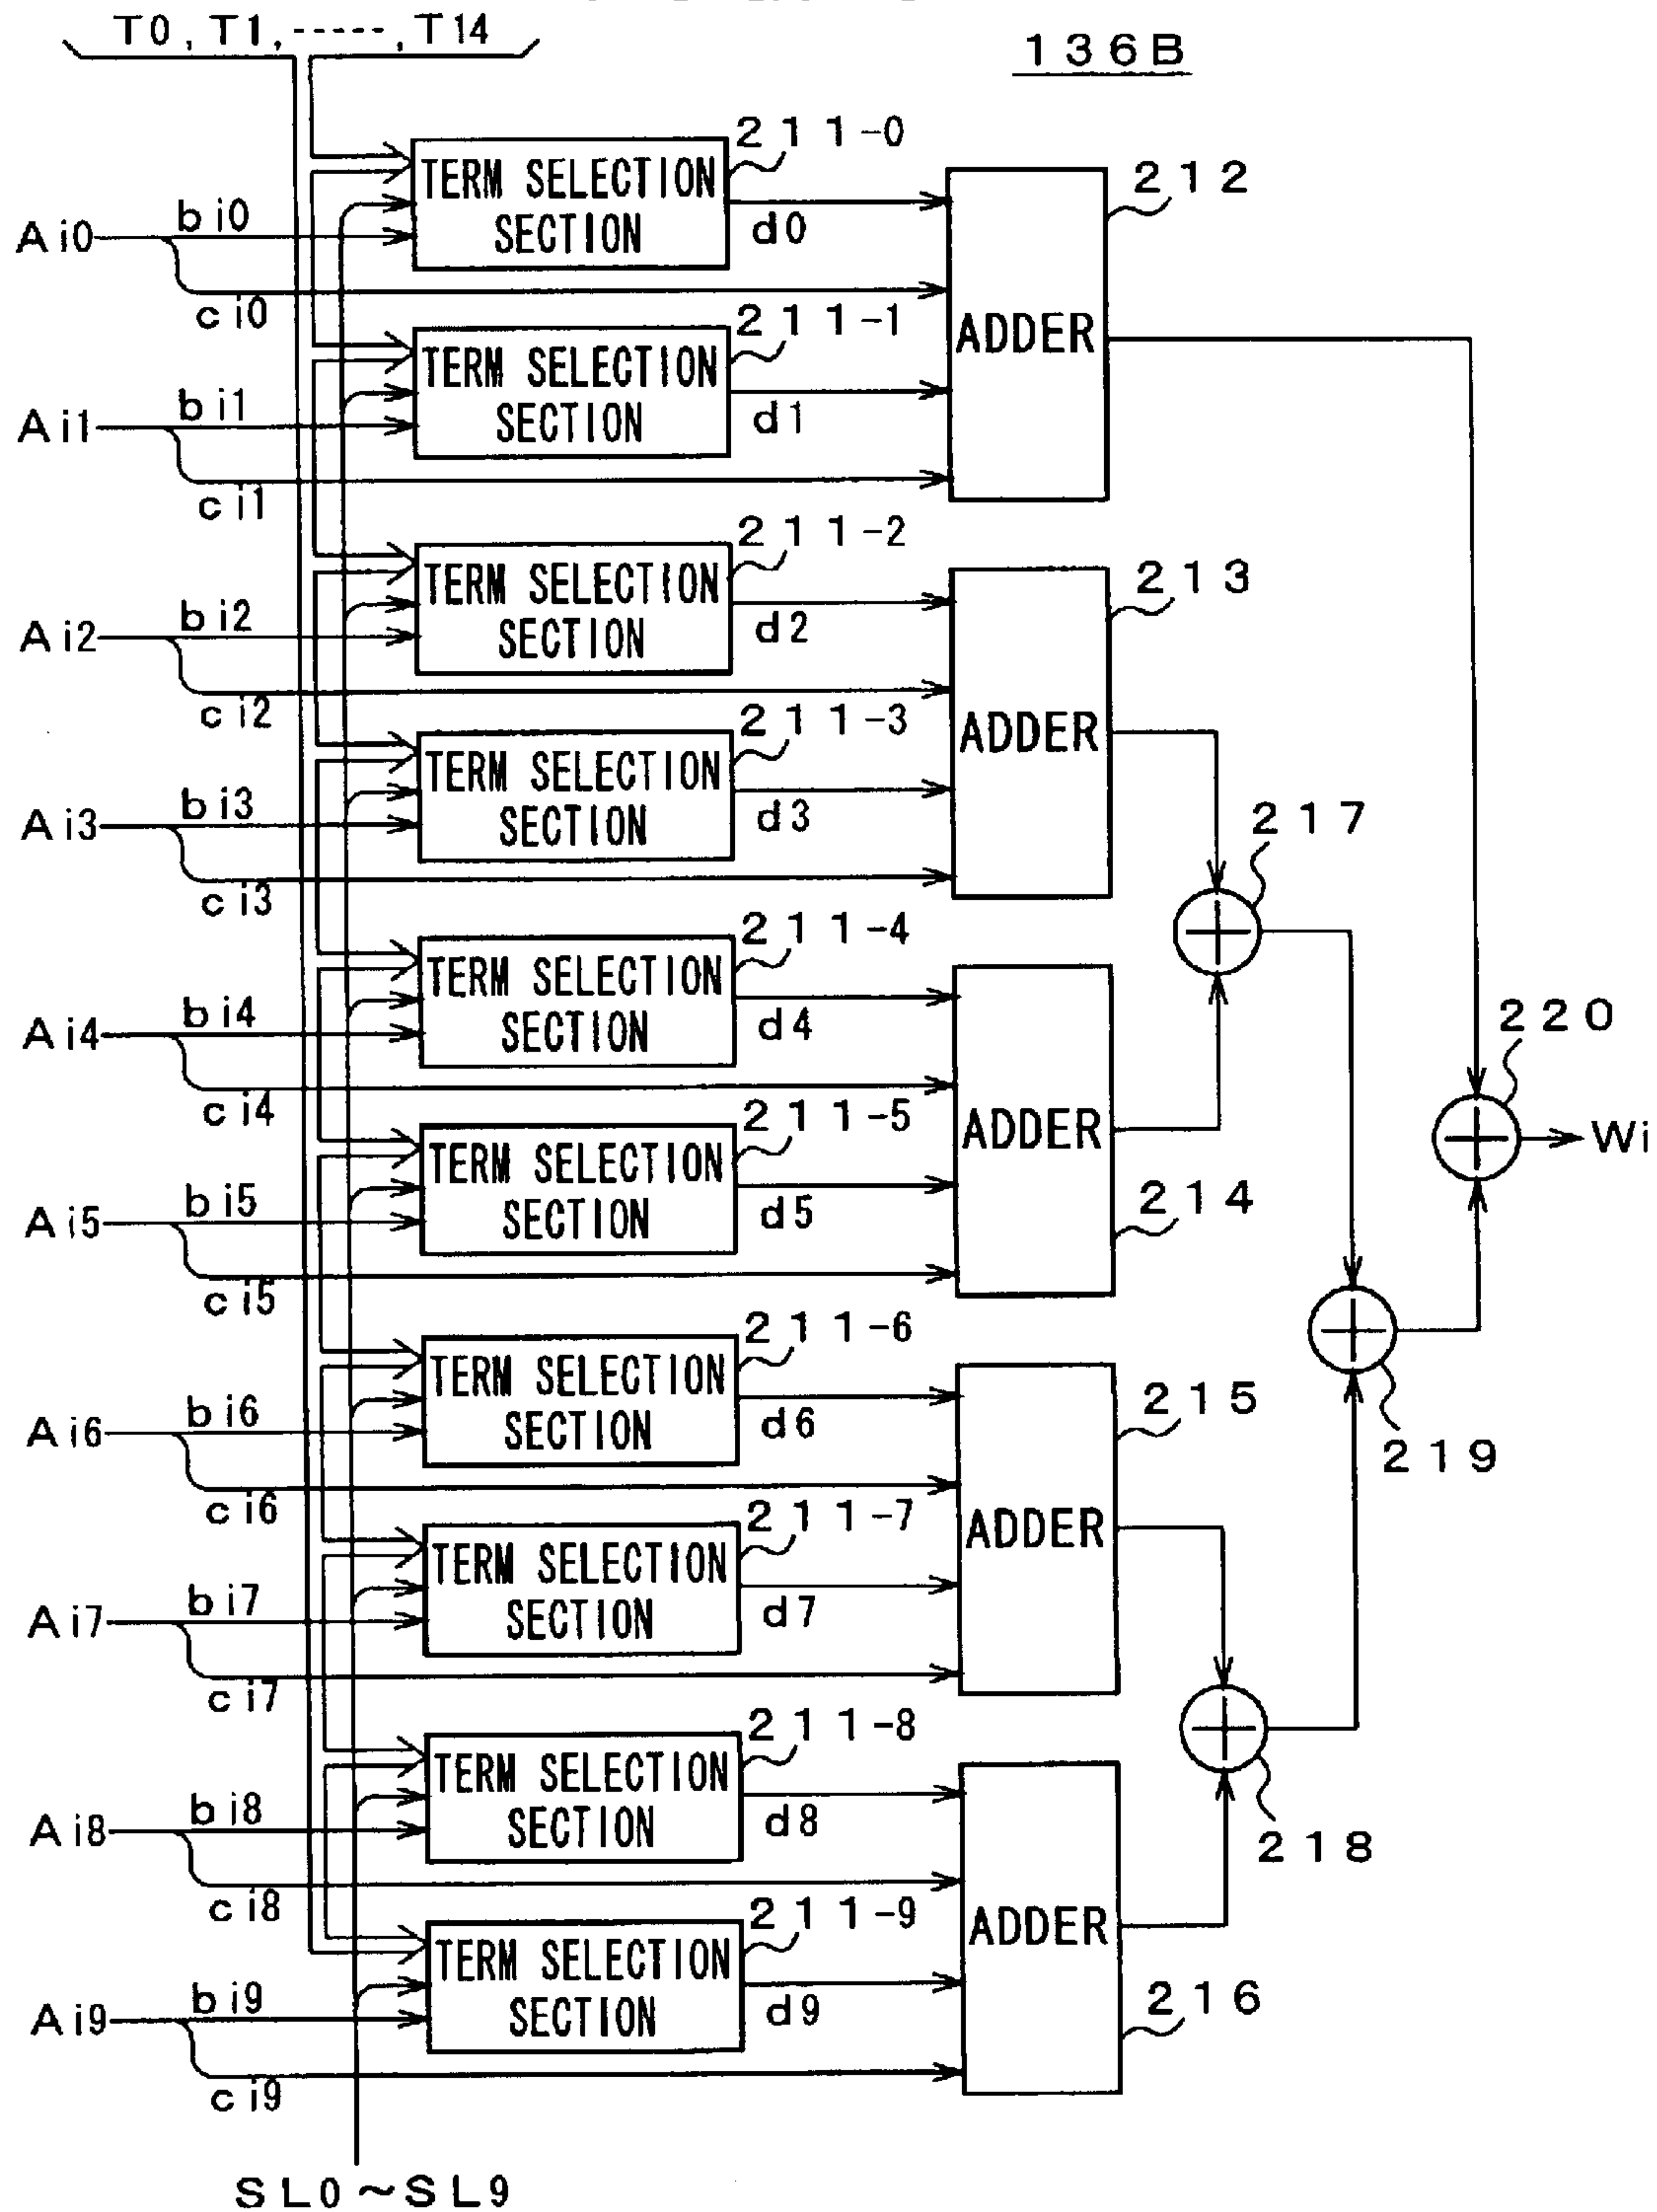 T0, T1, -----, T14
136B
211-0
TERM SELECTION
SECTION
212
Ai0
bi0
d0
ci0
211-1
ADDER
TERM SELECTION
SECTION
Ai1
bi1
d1
ci1
211-2
TERM SELECTION
SECTION
213
Ai2
bi2
d2
ci2
211-3
ADDER
TERM SELECTION
SECTION
Ai3
bi3
d3
217
ci3
211-4
TERM SELECTION
SECTION
Ai4
bi4
d4
220
ci4
211-5
ADDER
Wi
TERM SELECTION
SECTION
214
Ai5
bi5
d5
ci5
211-6
TERM SELECTION
SECTION
215
Ai6
bi6
d6
219
ci6
211-7
ADDER
TERM SELECTION
SECTION
Ai7
bi7
d7
ci7
211-8
TERM SELECTION
SECTION
Ai8
bi8
d8
218
ci8
211-9
ADDER
TERM SELECTION
SECTION
216
Ai9
bi9
d9
ci9
SL0~SL9